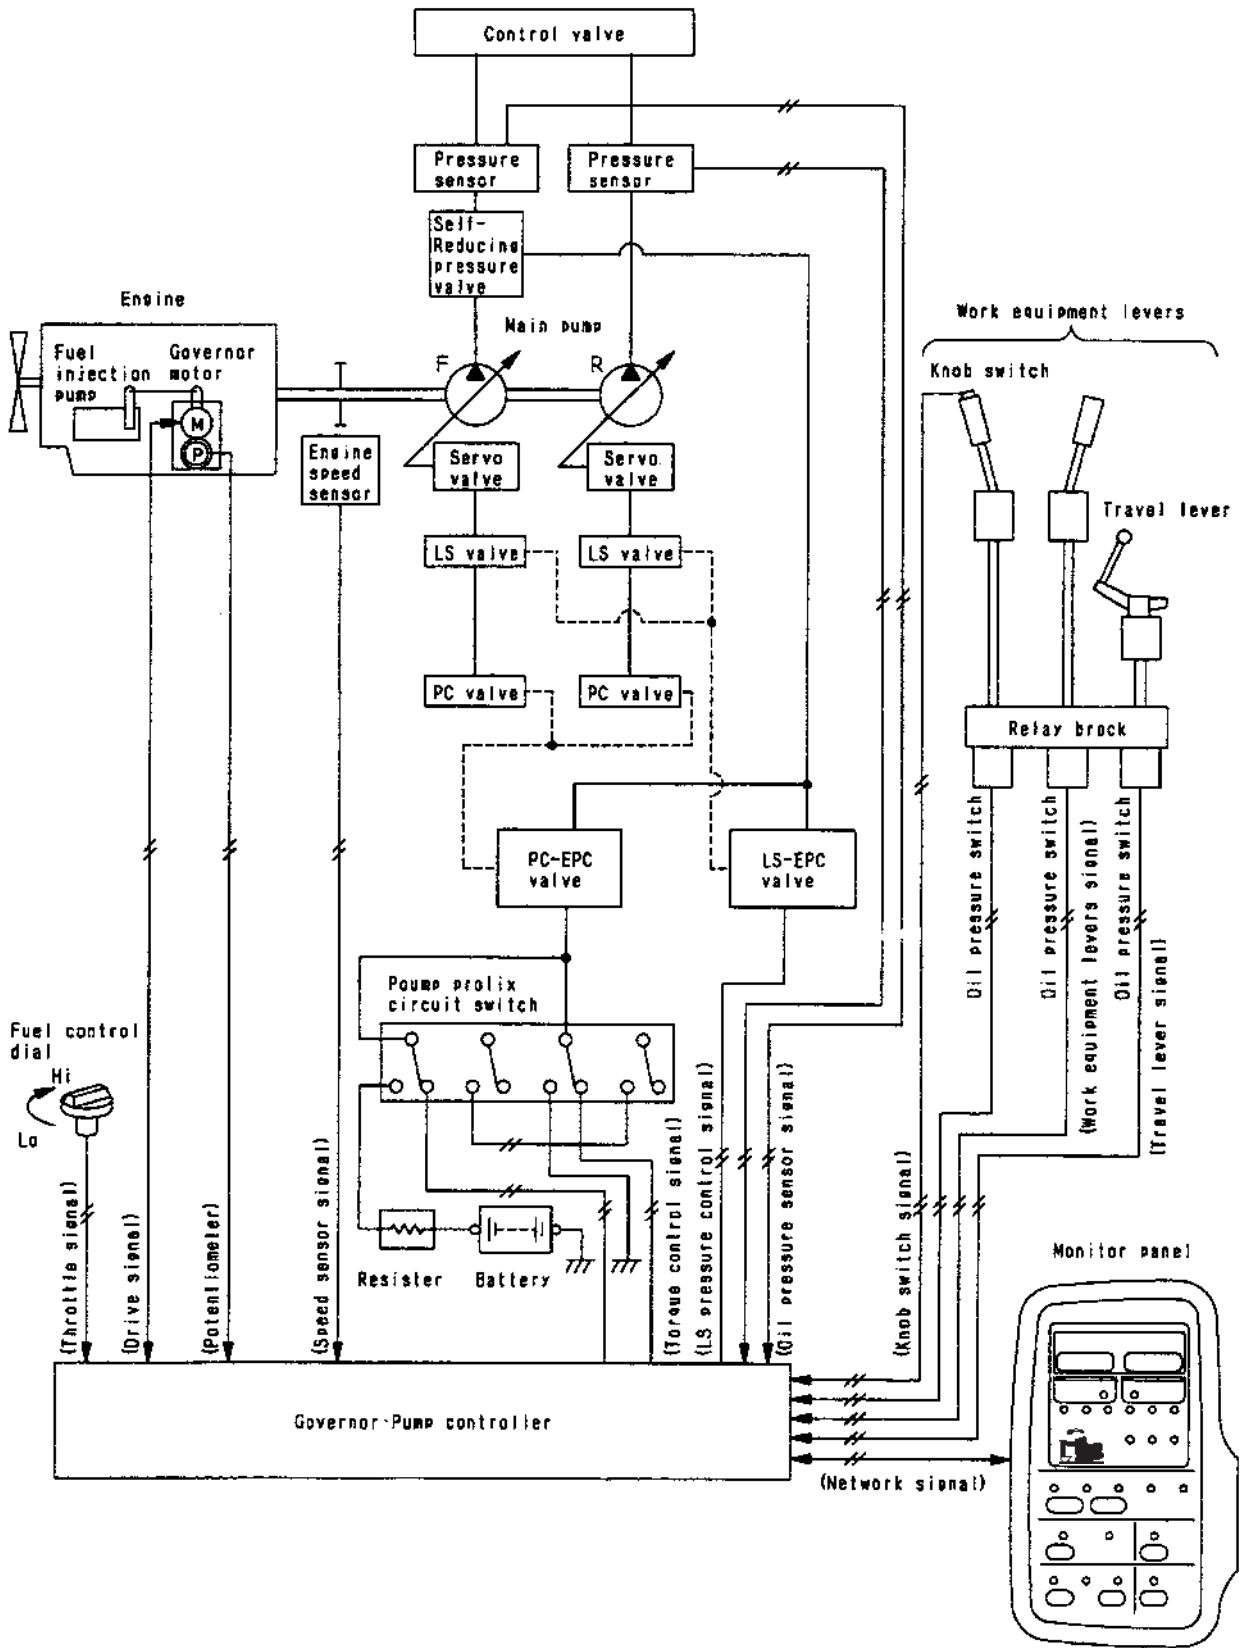 Control valve
Pressure
sensor
Pressure
sensor
Self-
Reducing
pressure
valve
Engine
Main pump
Work equipment levers
Fuel
injection
pump
Governor
motor
F
R
Knob switch
M
P
Engine
speed
sensor
Servo
valve
Servo
valve
Travel lever
LS valve
LS valve
PC valve
PC valve
Relay brock
Oil pressure switch
Oil pressure switch
(Work equipment levers signal)
Oil pressure switch
(Travel lever signal)
PC-EPC
valve
LS-EPC
valve
Poump prolix
circuit switch
Fuel control
dial
Hi
Lo
(Throttle signal)
(Drive signal)
(Potentiometer)
(Speed sensor signal)
Resister
Battery
(Torque control signal)
(LS pressure control signal)
(Oil pressure sensor signal)
(Knob switch signal)
Monitor panel
Governor-Pump controller
(Network signal)